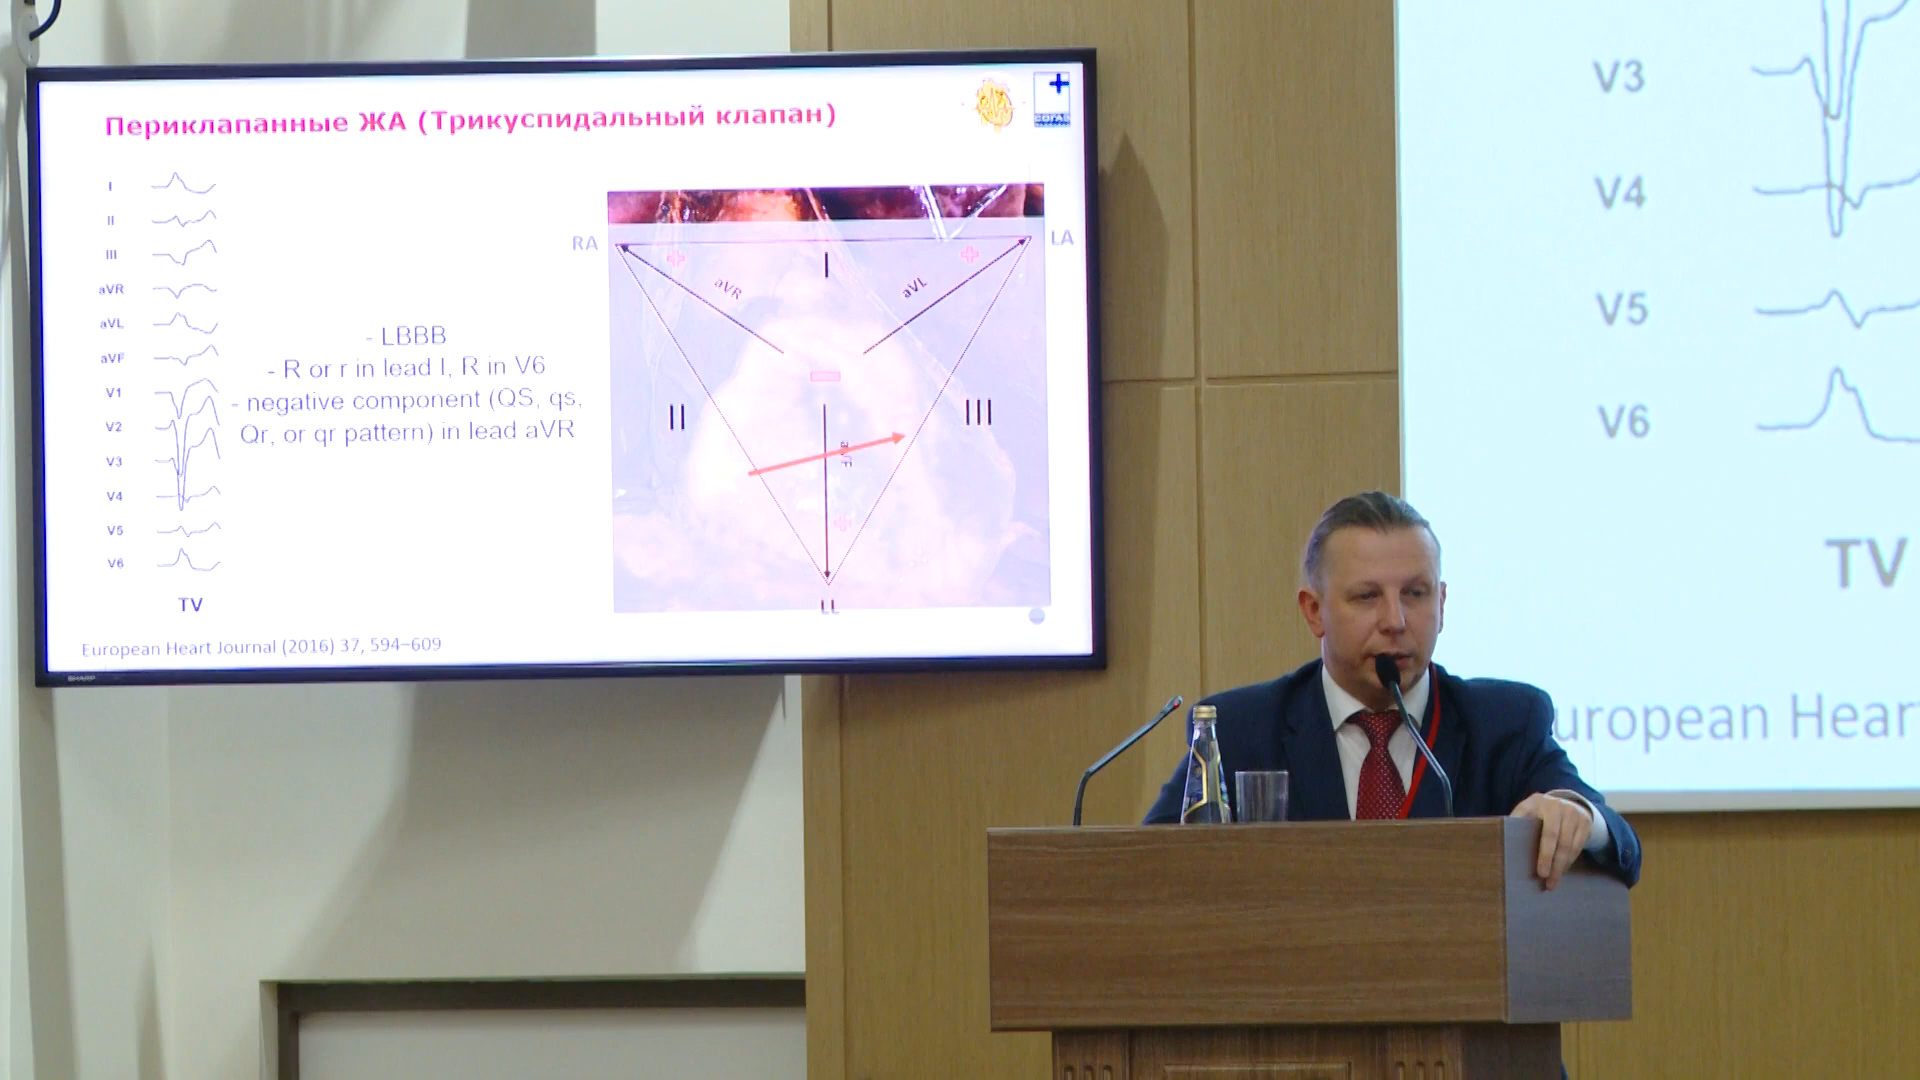 Периклапанные ЖА (Трикуспидальный клапан)
I
II
III
aVR
aVL
aVF
V1
V2
V3
V4
V5
V6
TV
- LBBB
- R or r in lead I, R in V6
- negative component (QS, qs,
Qr, or qr pattern) in lead aVR
RA
LA
I
aVR
aVL
II
III
aVF
LL
European Heart Journal (2016) 37, 594–609
SHARP
V3
V4
V5
V6
TV
uropean Hear